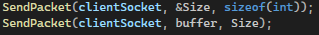 SendPacket(clientSocket, &Size, sizeof(int));
SendPacket(clientSocket, buffer, Size);